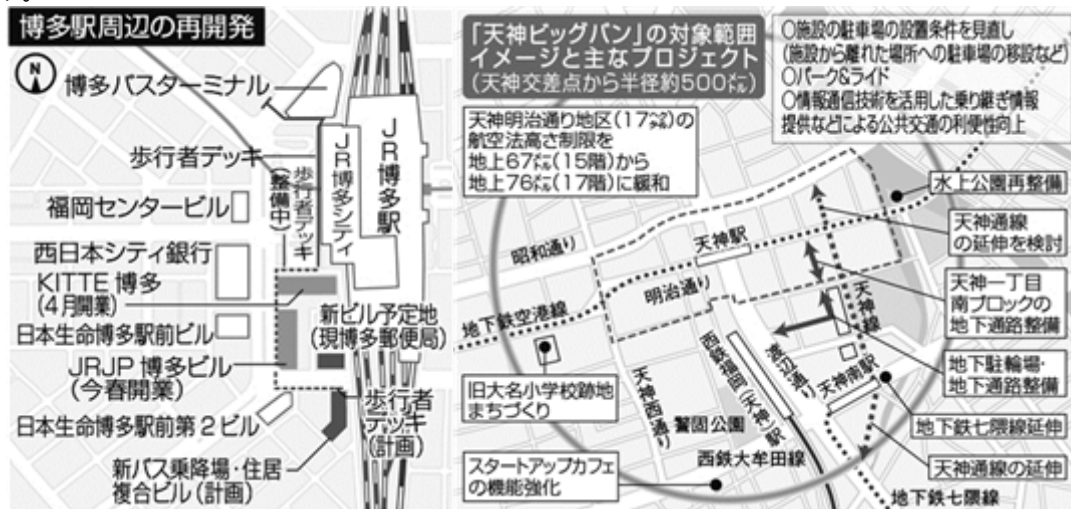 博多駅周辺の再開発
N
博多バスターミナル
歩行者デッキ
歩行者デッキ
(整備中)
JR博多シティ
JR博多駅
福岡センタービル
西日本シティ銀行
KITTE 博多
(4月開業)
新ビル予定地
(現博多郵便局)
日本生命博多駅前ビル
JRJP 博多ビル
(今春開業)
歩行者
デッキ
(計画)
日本生命博多駅前第2ビル
新バス乗降場・住居
複合ビル(計画)
「天神ビッグバン」の対象範囲
イメージと主なプロジェクト
(天神交差点から半径約500㍍)
○施設の駐車場の設置条件を見直し
(施設から離れた場所への駐車場の移設など)
○パーク&ライド
○情報通信技術を活用した乗り継ぎ情報
提供などによる公共交通の利便性向上
天神明治通り地区(17㌶)の
航空法高さ制限を
地上67㍍(15階)から
地上76㍍(17階)に緩和
水上公園再整備
天神通線
の延伸を検討
昭和通り
天神駅
明治通り
地下鉄空港線
天神一丁目
南ブロックの
地下通路整備
天神線
渡辺通り
西鉄福岡(天神)駅
天神南駅
地下駐輪場・
地下通路整備
旧大名小学校跡地
まちづくり
天神西通り
警固公園
地下鉄七隈線延伸
西鉄大牟田線
スタートアップカフェ
の機能強化
天神通線の延伸
地下鉄七隈線